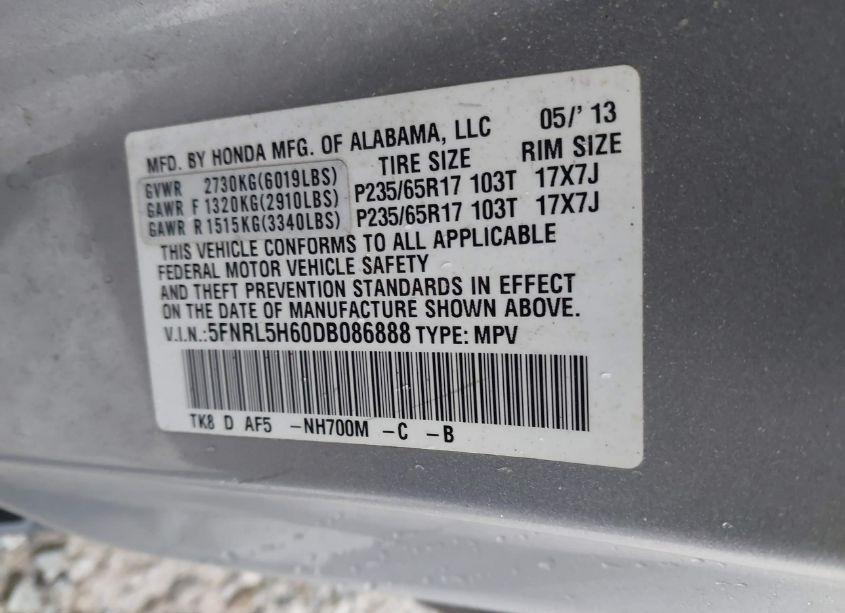 MFD. BY HONDA MFG. OF ALABAMA, LLC 05/' 13
TIRE SIZE RIM SIZE
GVWR 2730KG(6019LBS)
GAWR F 1320KG(2910LBS) P235/65R17 103T 17X7J
GAWR R 1515KG(3340LBS) P235/65R17 103T 17X7J
THIS VEHICLE CONFORMS TO ALL APPLICABLE
FEDERAL MOTOR VEHICLE SAFETY
AND THEFT PREVENTION STANDARDS IN EFFECT
ON THE DATE OF MANUFACTURE SHOWN ABOVE.
V.I.N.:5FNRL5H60DB086888 TYPE: MPV
TK8 D AF5 -NH700M -C -B